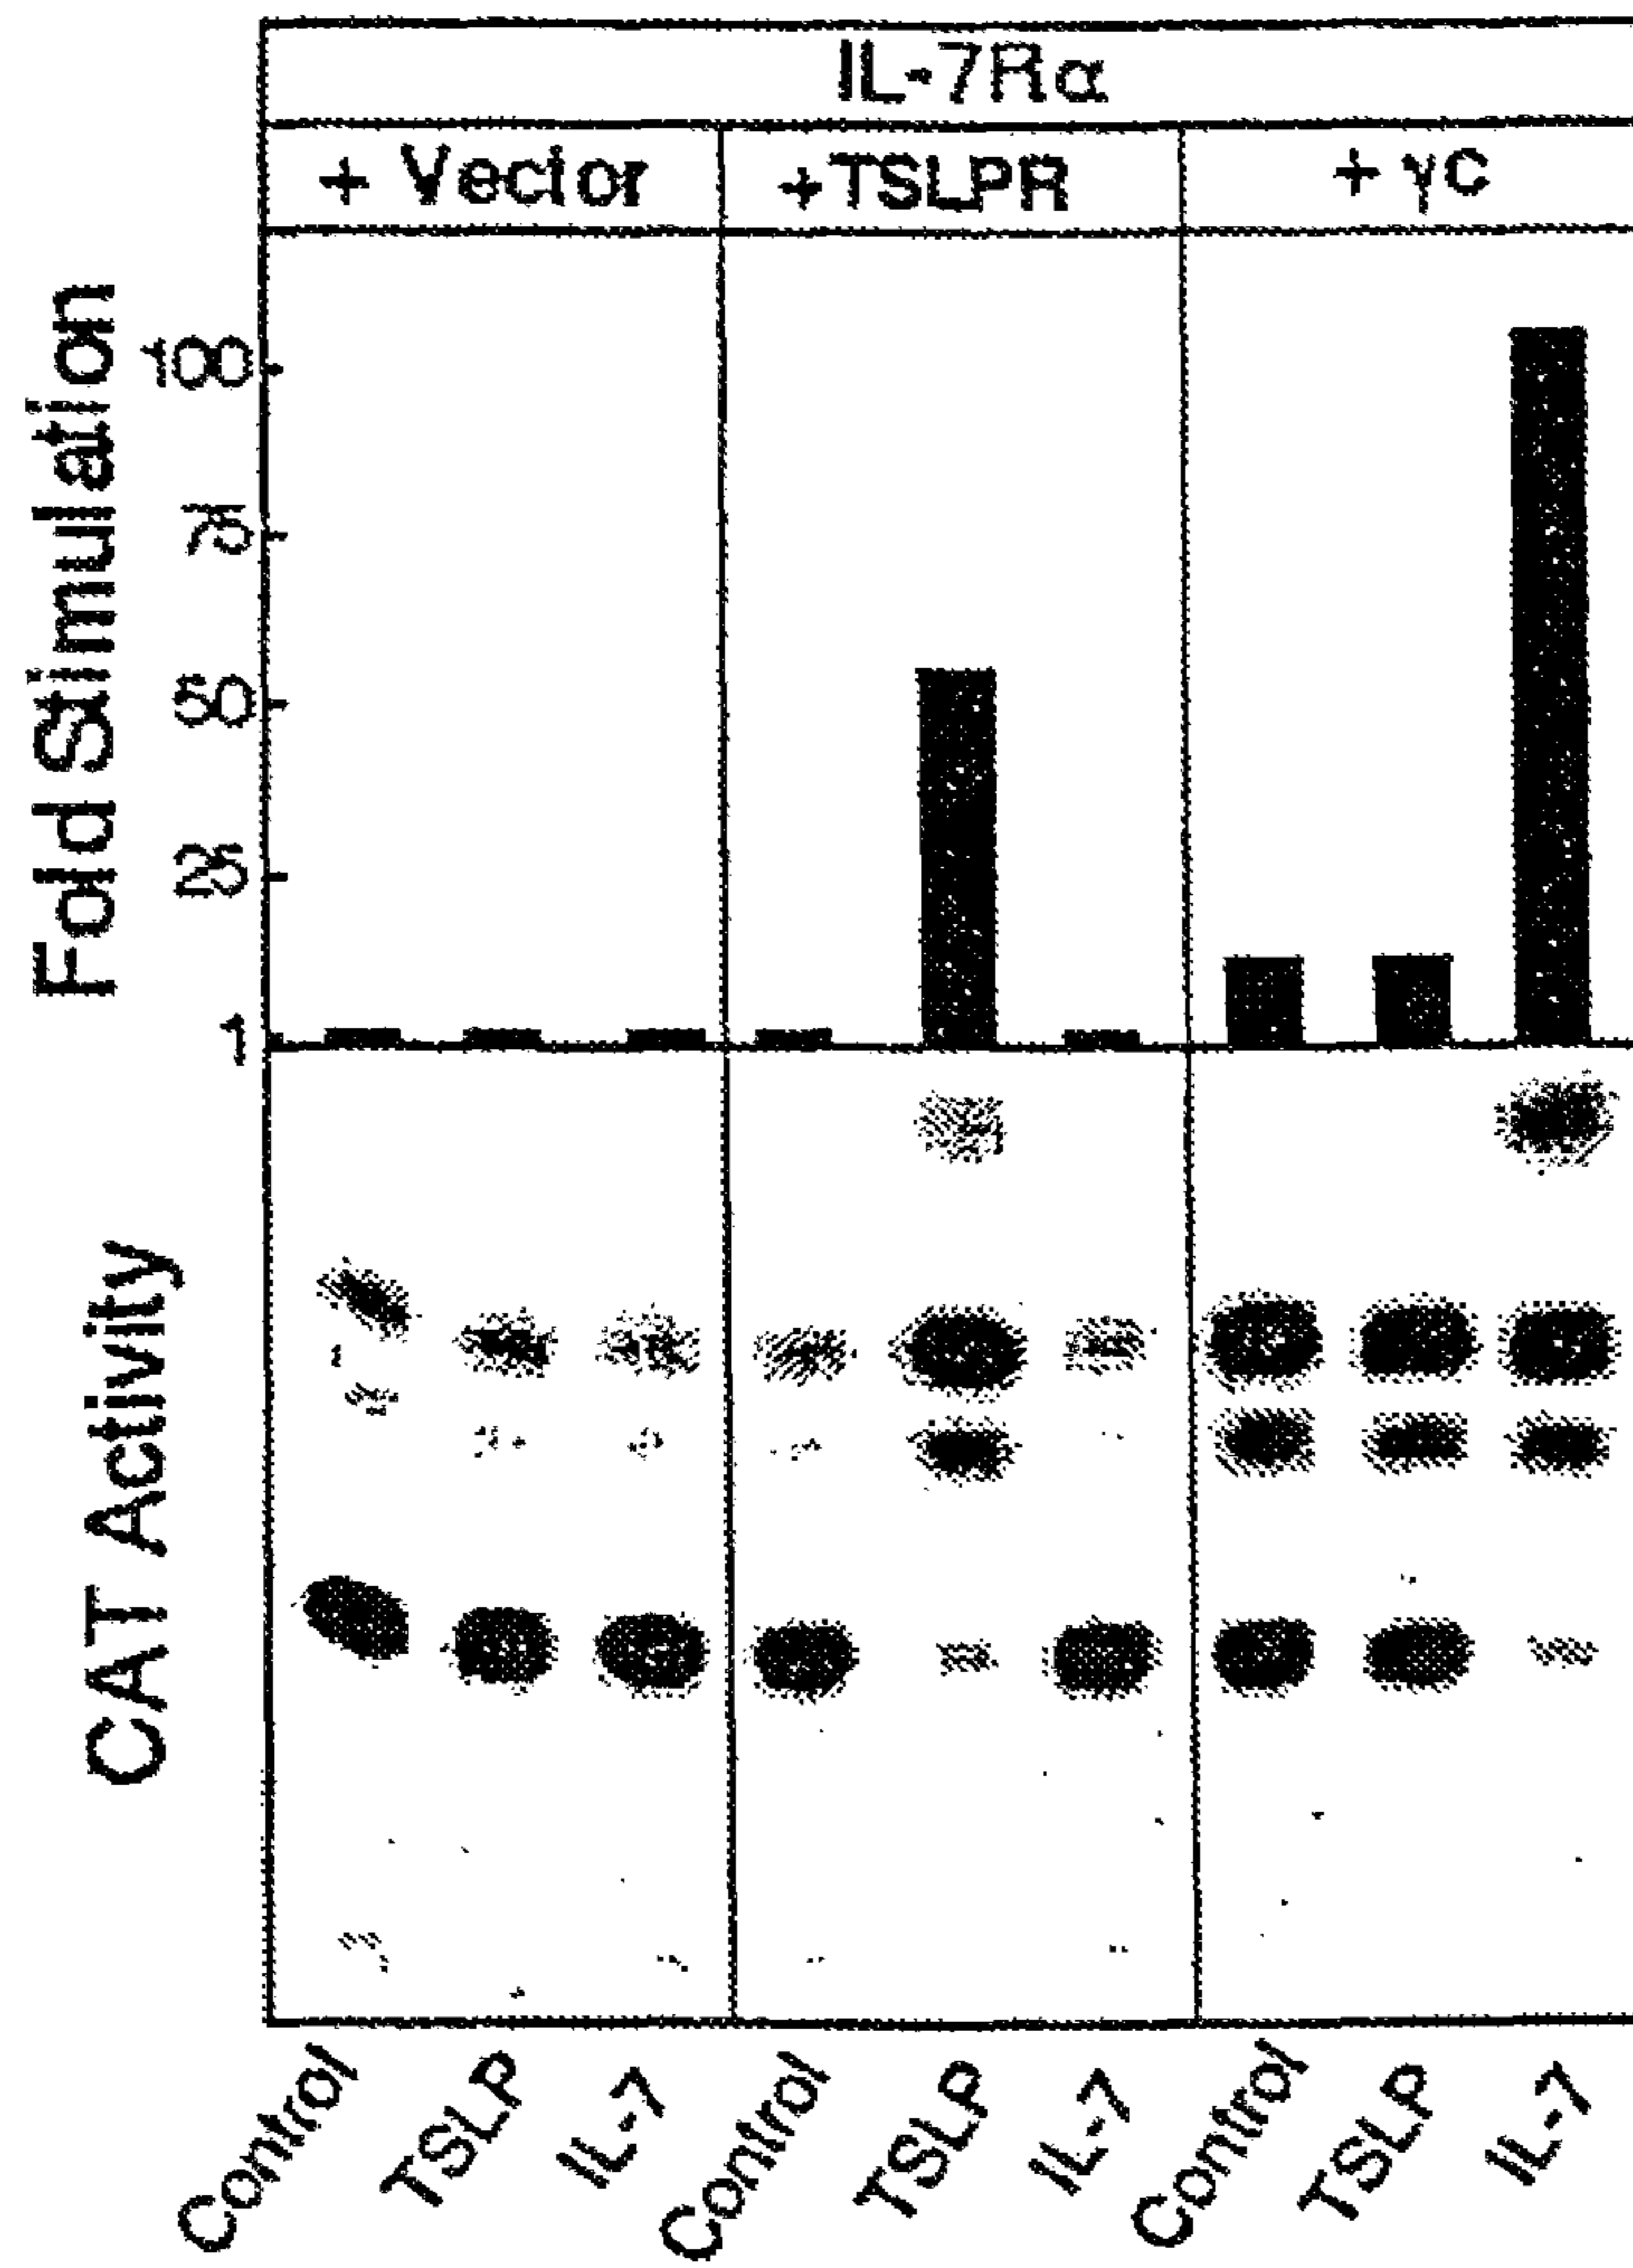 IL-7Rα
+ Vector +TSLPR + γc
Fold Stimulation
100
75
50
25
1
CAT Activity
Control TSLP IL-7 Control TSLP IL-7 Control TSLP IL-7